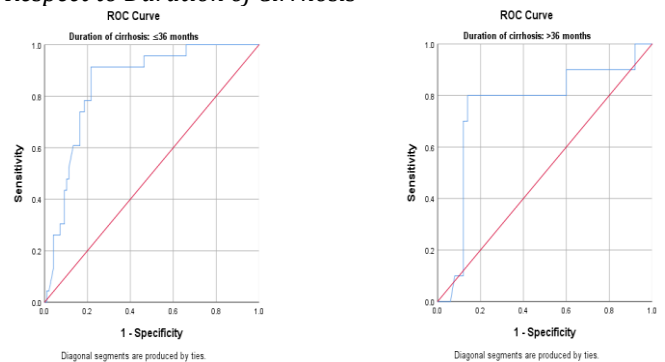 Respect to Duration of Cirrhosis
ROC Curve
Duration of cirrhosis: ≤36 months
1.0
0.8
0.6
0.4
0.2
0.0
Sensitivity
0.0 0.2 0.4 0.6 0.8 1.0
1 - Specificity
Diagonal segments are produced by ties.
ROC Curve
Duration of cirrhosis: >36 months
1.0
0.8
0.6
0.4
0.2
0.0
Sensitivity
0.0 0.2 0.4 0.6 0.8 1.0
1 - Specificity
Diagonal segments are produced by ties.